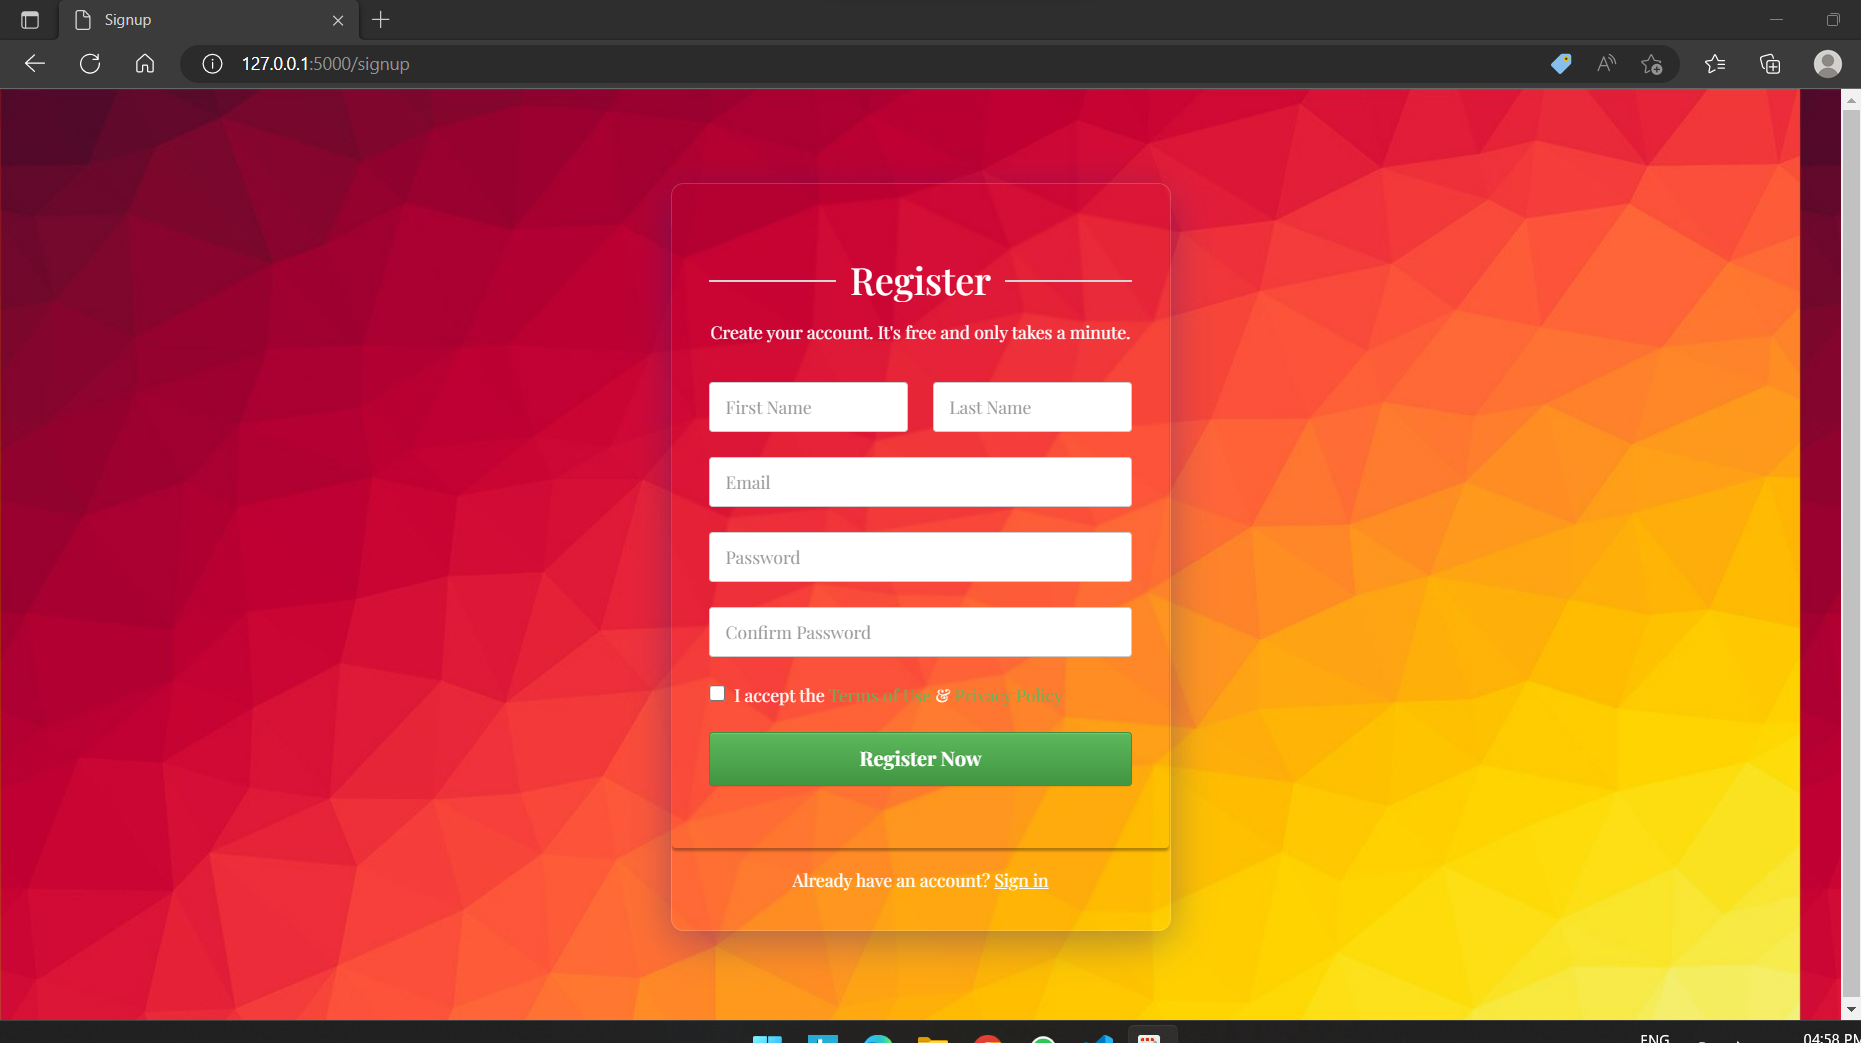 Signup
127.0.0.1:5000/signup
Register
Create your account. It's free and only takes a minute.
First Name Last Name
Email
Password
Confirm Password
I accept the Terms of Use & Privacy Policy
Register Now
Already have an account? Sign in
ENG 04:58 PM